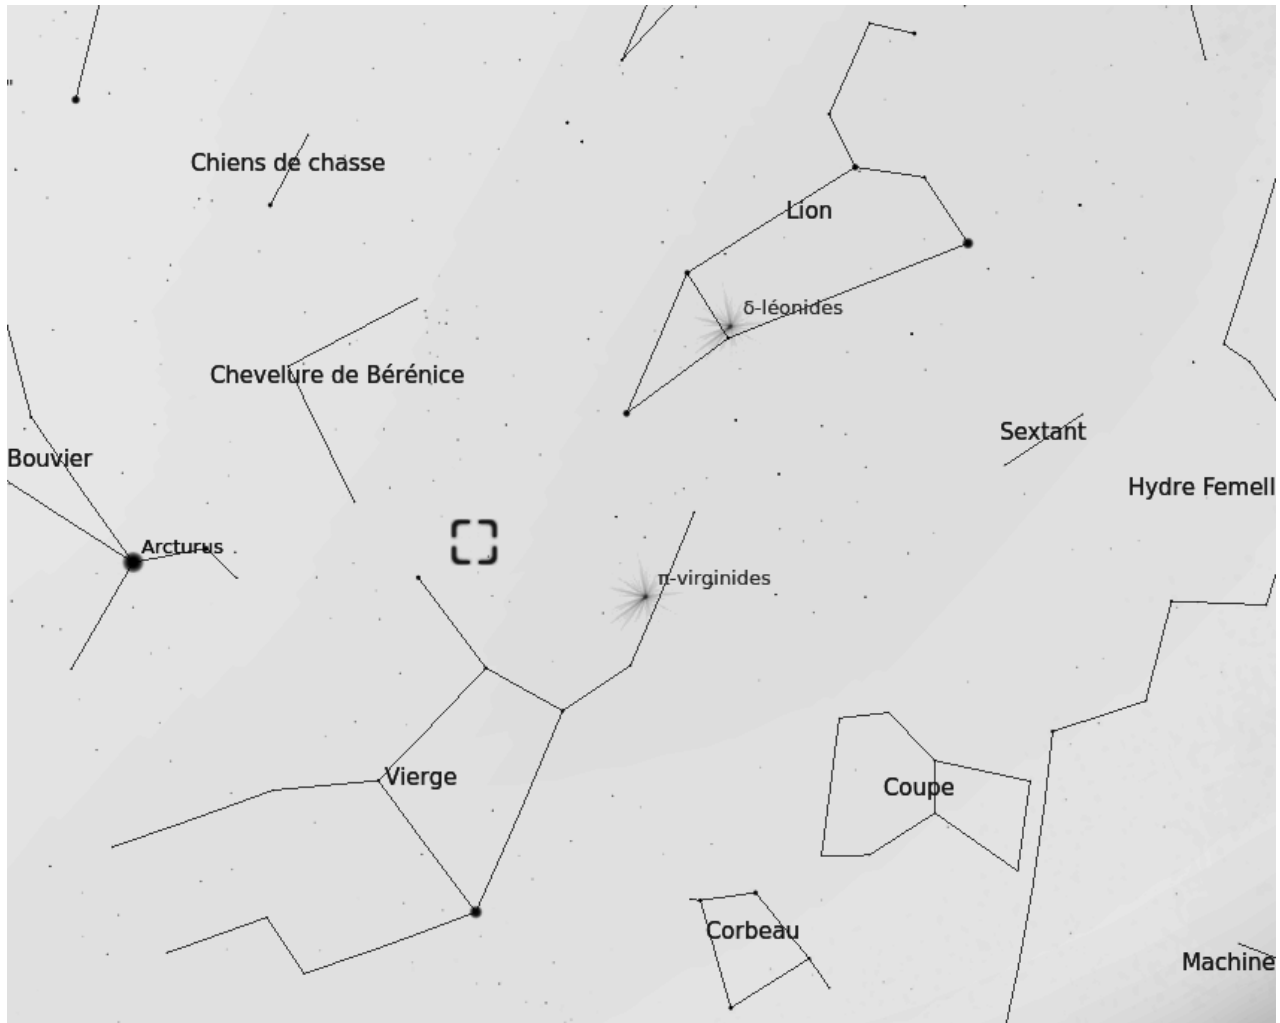 "
Chiens de chasse
Lion
δ-léonides
Chevelure de Bérénice
Sextant
Bouvier
Hydre Femell
Arcturus
π-virginides
Vierge
Coupe
Corbeau
Machine